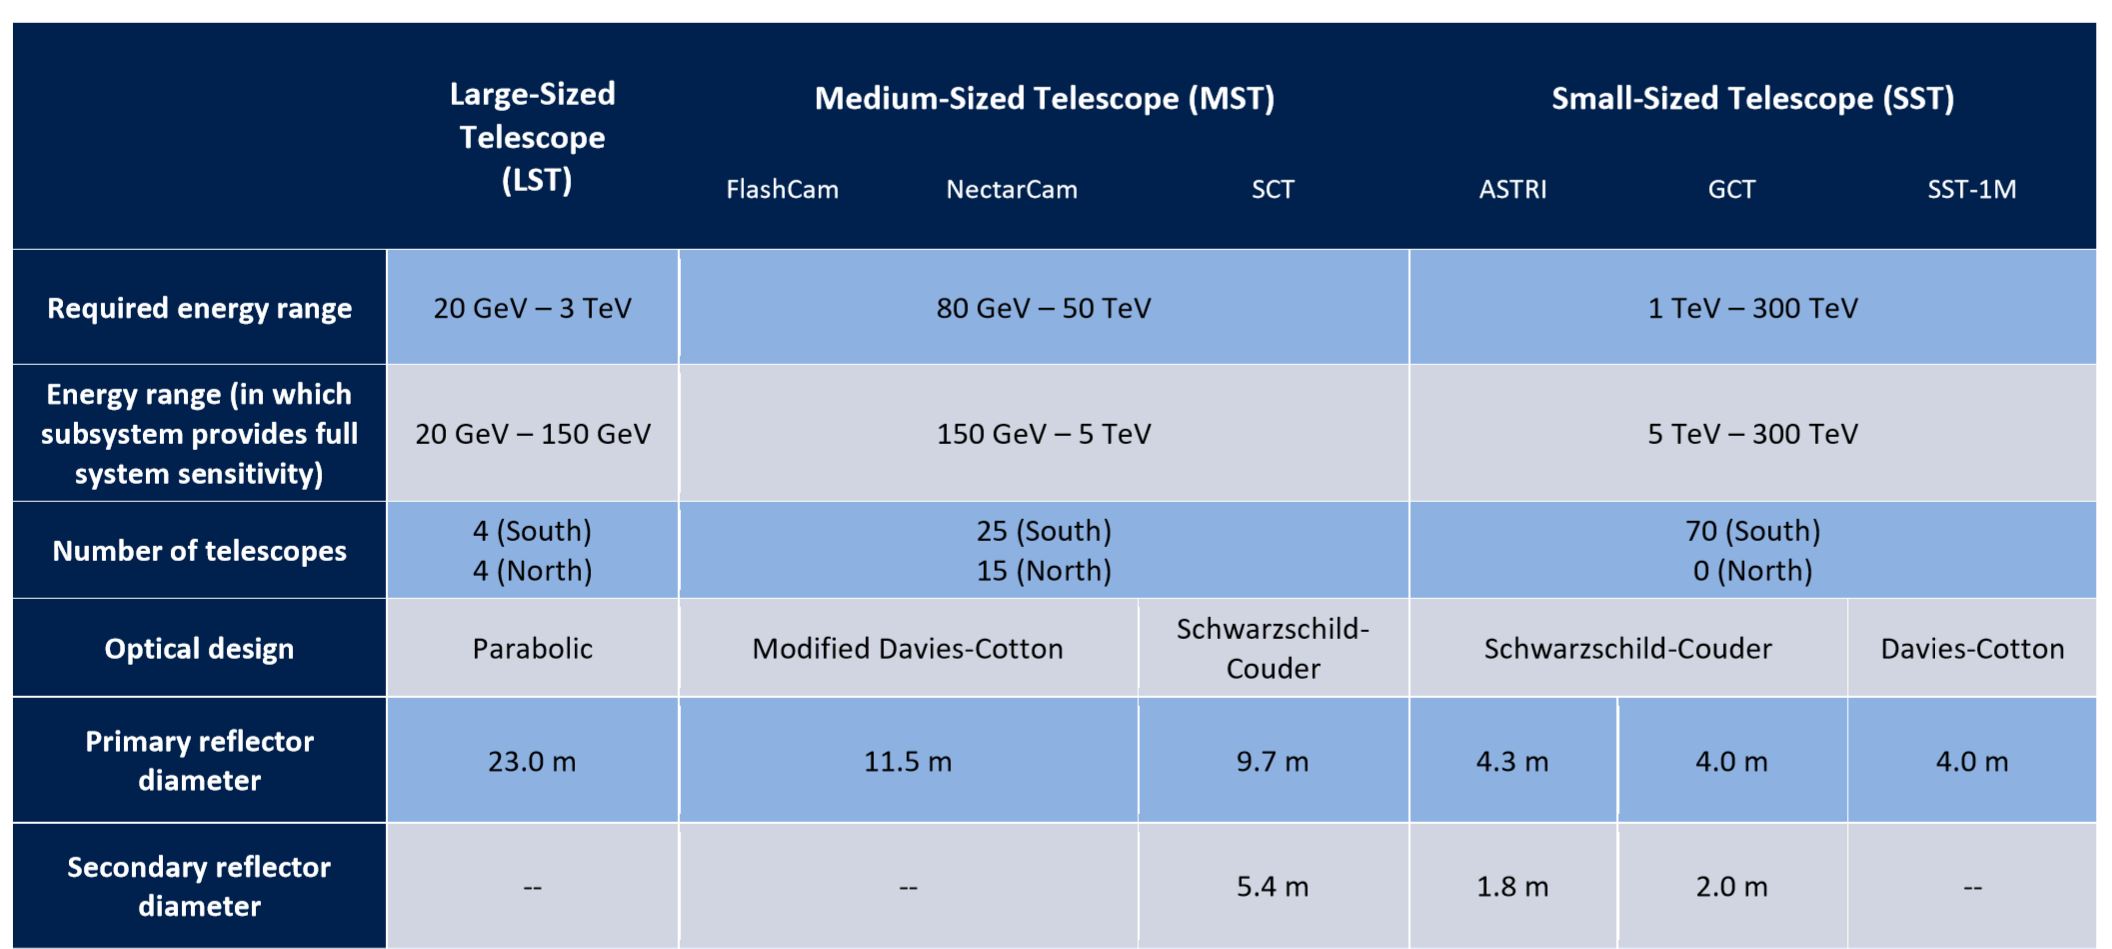 Large-Sized
Telescope
(LST)
Medium-Sized Telescope (MST)
Small-Sized Telescope (SST)
FlashCam
NectarCam
SCT
ASTRI
GCT
SST-1M
Required energy range
20 GeV – 3 TeV
80 GeV – 50 TeV
1 TeV – 300 TeV
Energy range (in which
subsystem provides full
system sensitivity)
20 GeV – 150 GeV
150 GeV – 5 TeV
5 TeV – 300 TeV
Number of telescopes
4 (South)
4 (North)
25 (South)
15 (North)
70 (South)
0 (North)
Optical design
Parabolic
Modified Davies-Cotton
Schwarzschild-
Couder
Schwarzschild-Couder
Davies-Cotton
Primary reflector
diameter
23.0 m
11.5 m
9.7 m
4.3 m
4.0 m
4.0 m
Secondary reflector
diameter
--
--
5.4 m
1.8 m
2.0 m
--